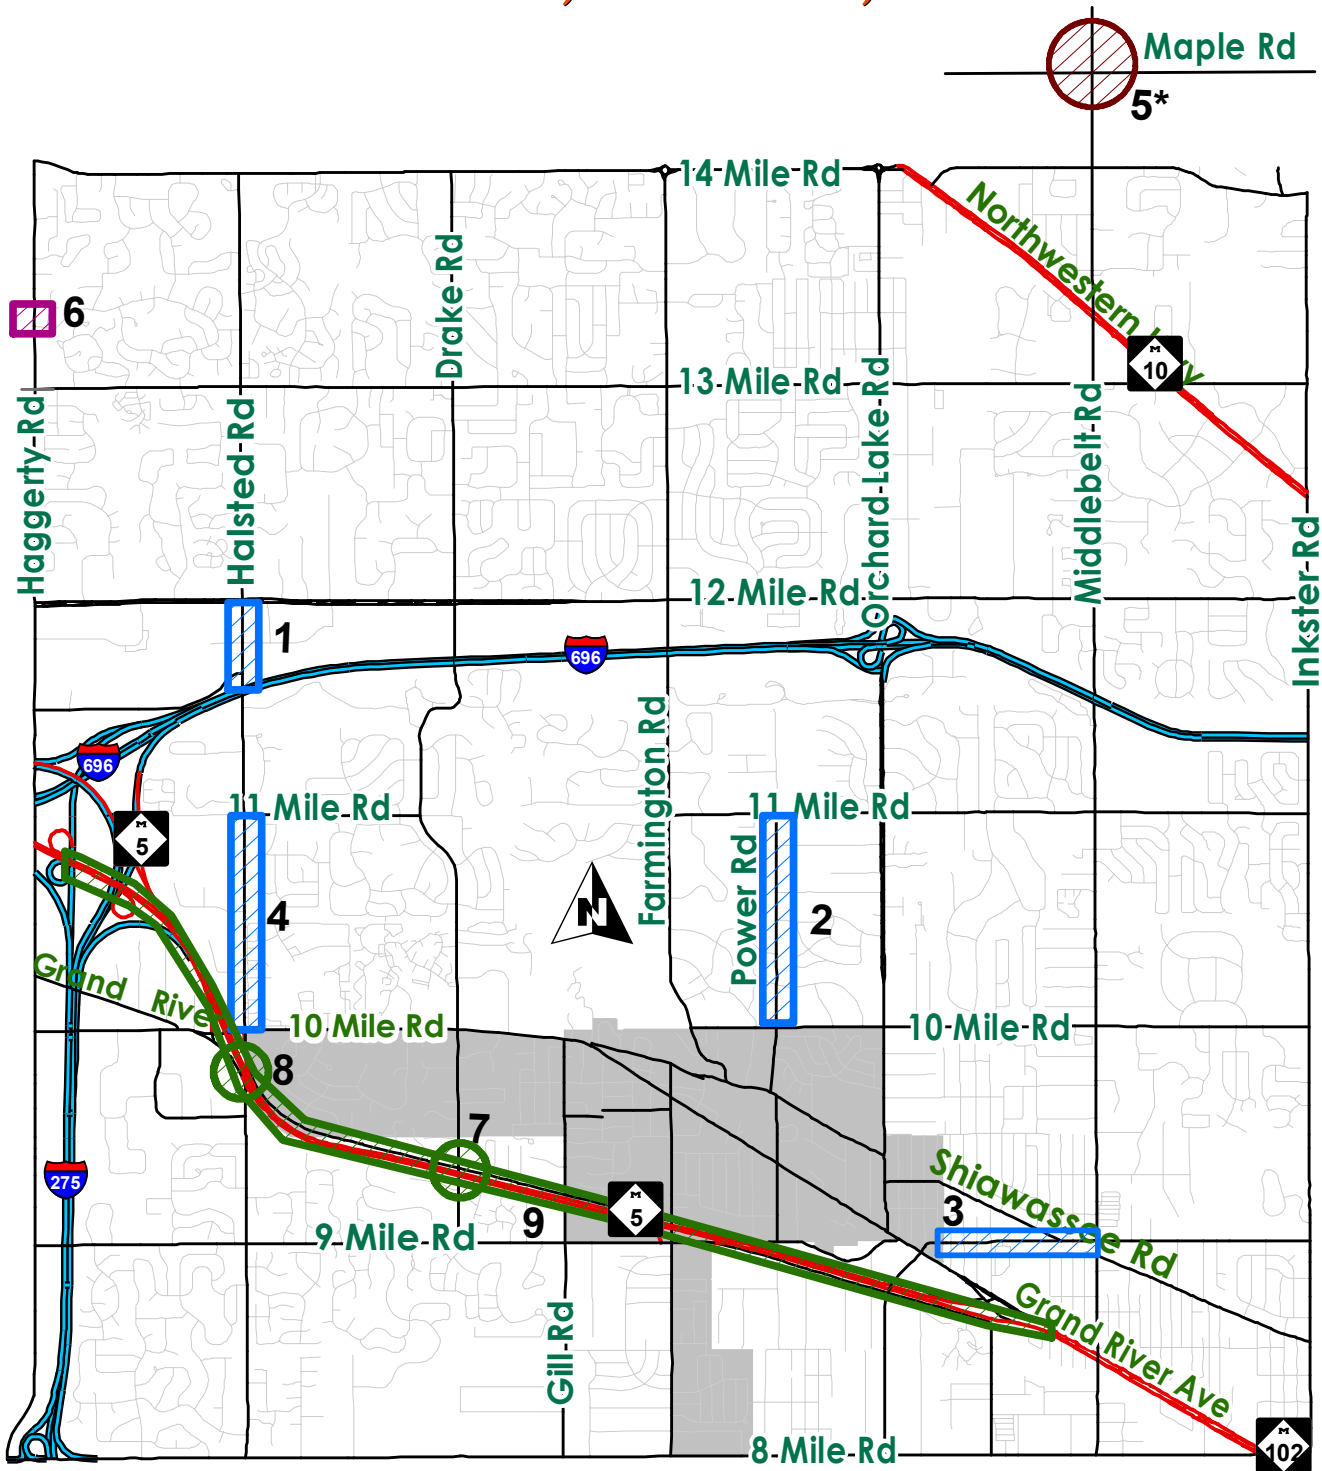 Maple Rd
5*
14 Mile Rd
Northwestern
6
Drake Rd
M
10
13 Mile Rd
Orchard Lake Rd
Middlebelt Rd
Haggerty Rd
Halsted Rd
12 Mile Rd
Inkster Rd
1
696
696
Farmington Rd
11 Mile Rd
11 Mile Rd
M
5
Power Rd
4
2
N
Grand River
10 Mile Rd
10 Mile Rd
8
7
Shiawassee Rd
275
M
5
3
9
9 Mile Rd
Grand River Ave
Gill Rd
8 Mile Rd
M
102